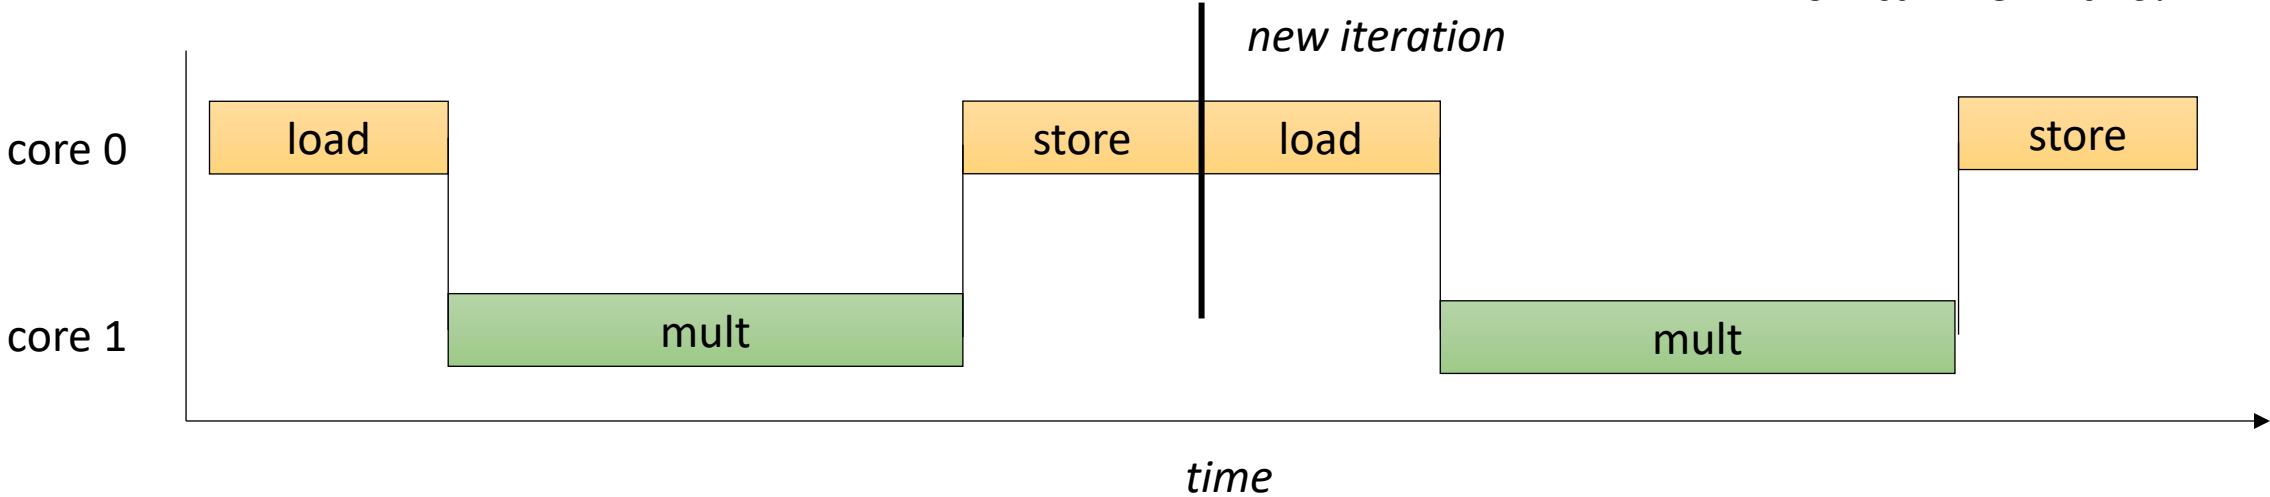 new iteration
load
store
load
store
core 0
mult
mult
core 1
time